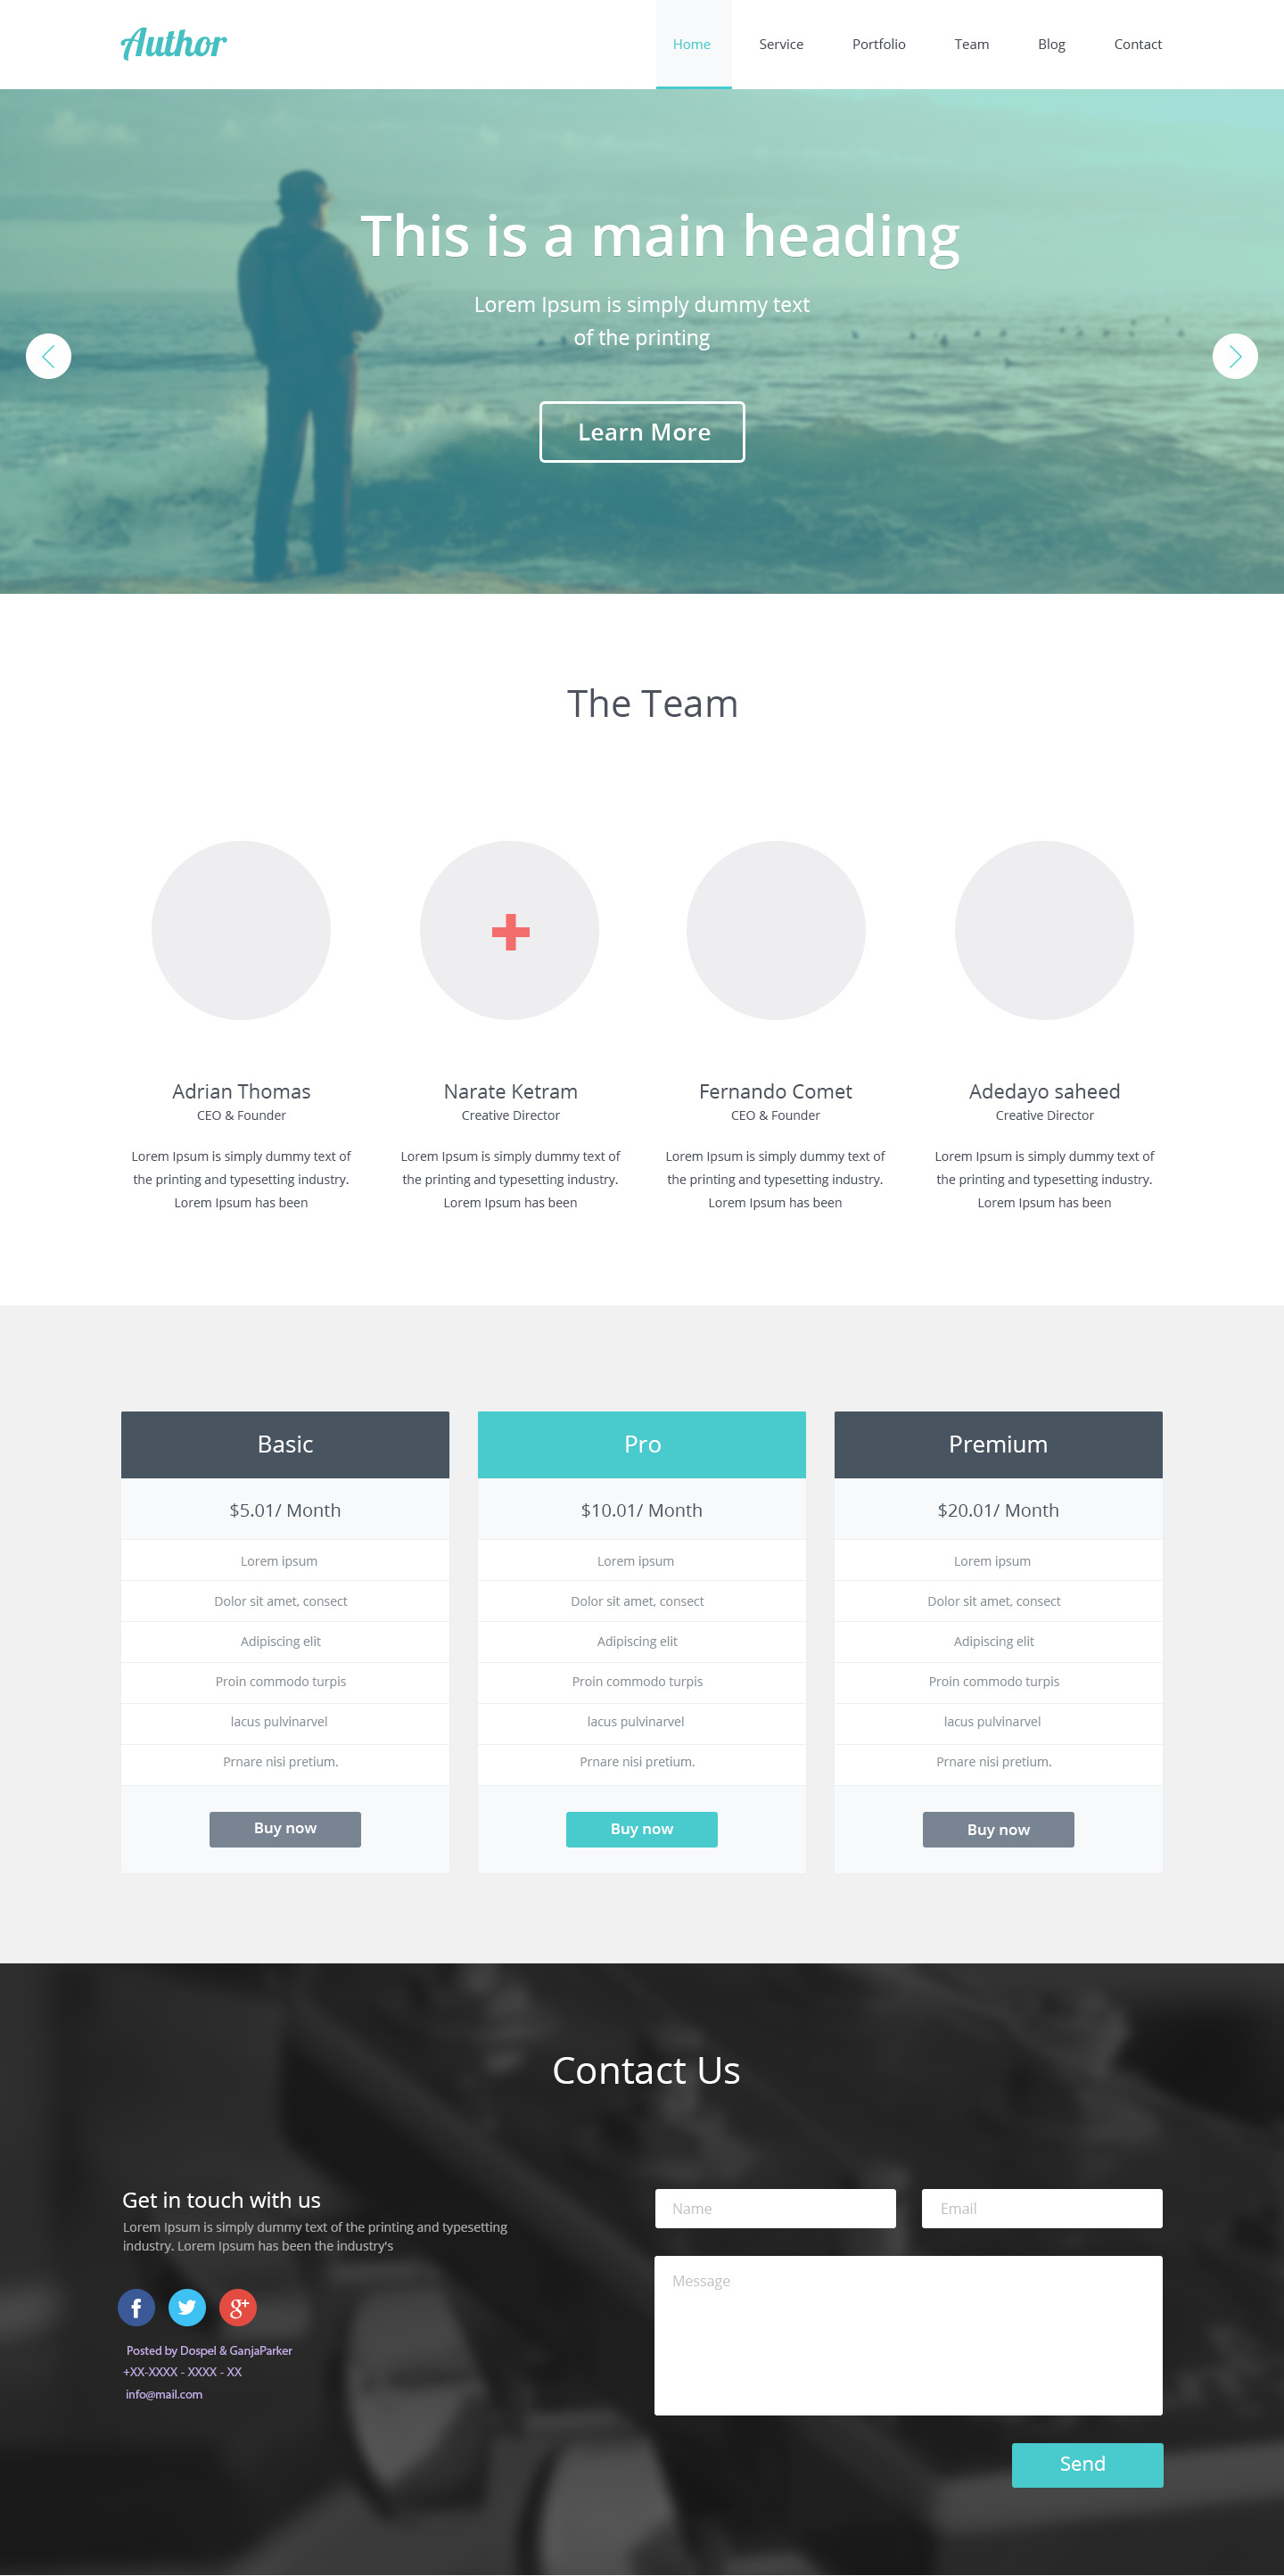 Author
Home
Service
Portfolio
Team
Blog
Contact
This is a main heading
Lorem Ipsum is simply dummy text
of the printing
Learn More
The Team
Adrian Thomas
CEO & Founder
Lorem Ipsum is simply dummy text of
the printing and typesetting industry.
Lorem Ipsum has been
Narate Ketram
Creative Director
Lorem Ipsum is simply dummy text of
the printing and typesetting industry.
Lorem Ipsum has been
Fernando Comet
CEO & Founder
Lorem Ipsum is simply dummy text of
the printing and typesetting industry.
Lorem Ipsum has been
Adedayo saheed
Creative Director
Lorem Ipsum is simply dummy text of
the printing and typesetting industry.
Lorem Ipsum has been
Basic
$5.01/ Month
Lorem ipsum
Dolor sit amet, consect
Adipiscing elit
Proin commodo turpis
lacus pulvinarvel
Prnare nisi pretium.
Buy now
Pro
$10.01/ Month
Lorem ipsum
Dolor sit amet, consect
Adipiscing elit
Proin commodo turpis
lacus pulvinarvel
Prnare nisi pretium.
Buy now
Premium
$20.01/ Month
Lorem ipsum
Dolor sit amet, consect
Adipiscing elit
Proin commodo turpis
lacus pulvinarvel
Prnare nisi pretium.
Buy now
Contact Us
Get in touch with us
Lorem Ipsum is simply dummy text of the printing and typesetting
industry. Lorem Ipsum has been the industry's
f
g+
Posted by Dospel & GanjaParker
+XX-XXXX - XXXX - XX
info@mail.com
Name
Email
Message
Send